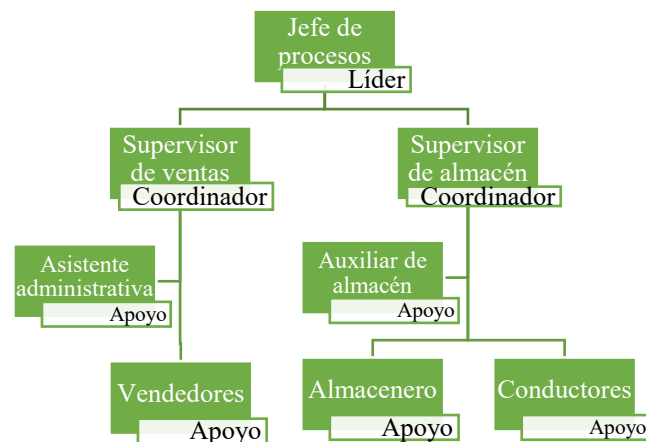 Jefe de
procesos
Líder
Supervisor
de ventas
Coordinador
Supervisor
de almacén
Coordinador
Asistente
administrativa
Apoyo
Auxiliar de
almacén
Apoyo
Vendedores
Apoyo
Almacenero
Apoyo
Conductores
Apoyo